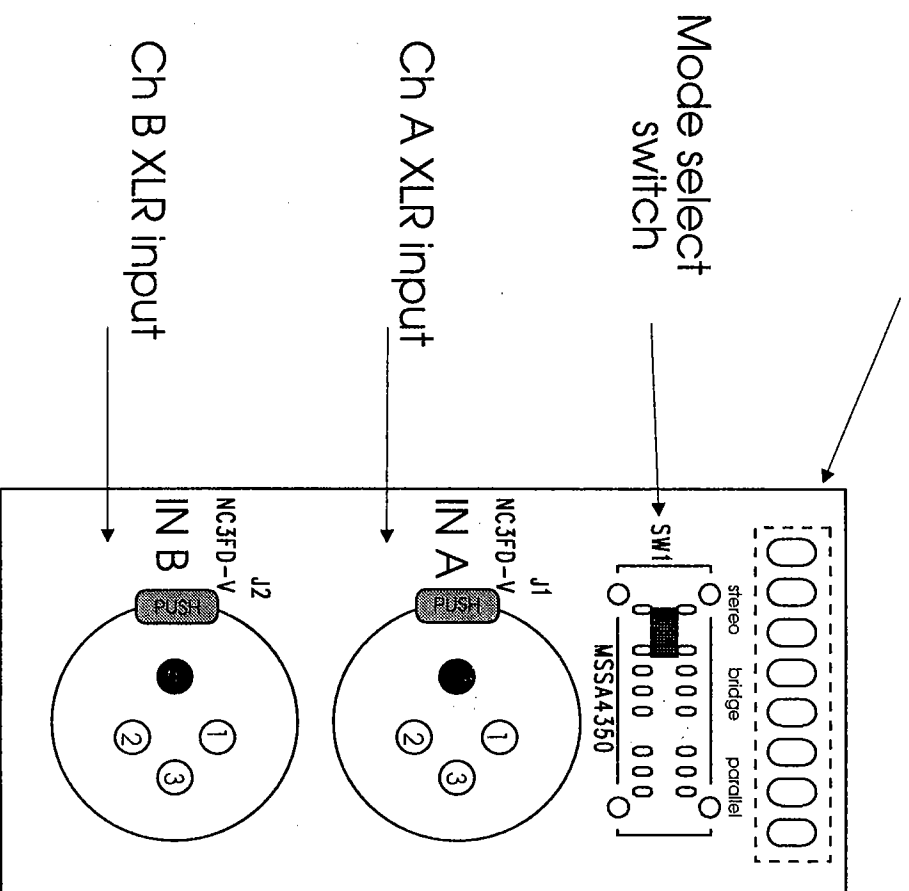 Mode select
switch
Ch A XLR input
Ch B XLR input
SW1
stereo
bridge
parallel
MSSA4350
J1
NC3FD-V
IN A
PUSH
1
2
3
J2
NC3FD-V
IN B
PUSH
1
2
3